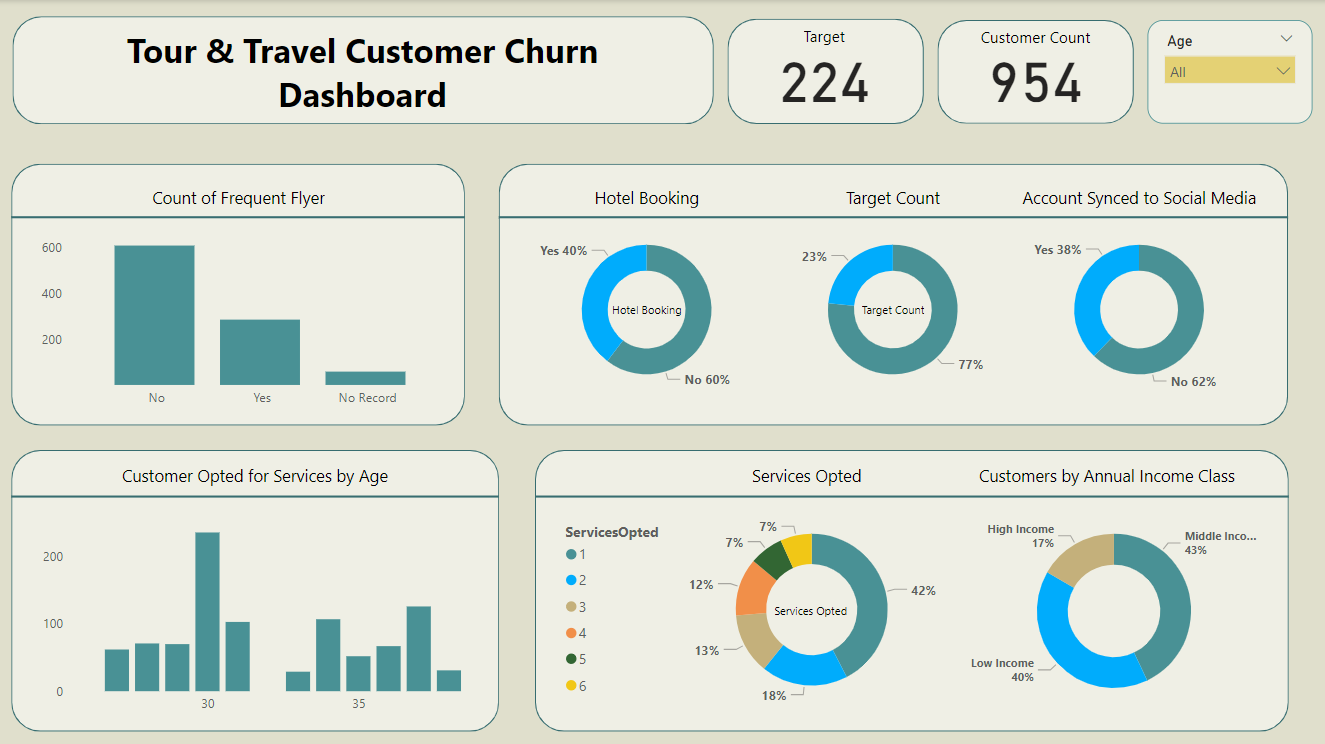 Tour & Travel Customer Churn
Dashboard
Target
224
Customer Count
954
Age
All
Count of Frequent Flyer
600
400
200
No
Yes
No Record
Hotel Booking
Yes 40%
Hotel Booking
No 60%
Target Count
23%
Target Count
77%
Account Synced to Social Media
Yes 38%
No 62%
Customer Opted for Services by Age
200
100
0
30
35
ServicesOpted
1
2
3
4
5
6
Services Opted
7%
7%
12%
13%
18%
42%
Services Opted
Customers by Annual Income Class
High Income
17%
Middle Inco...
43%
Low Income
40%